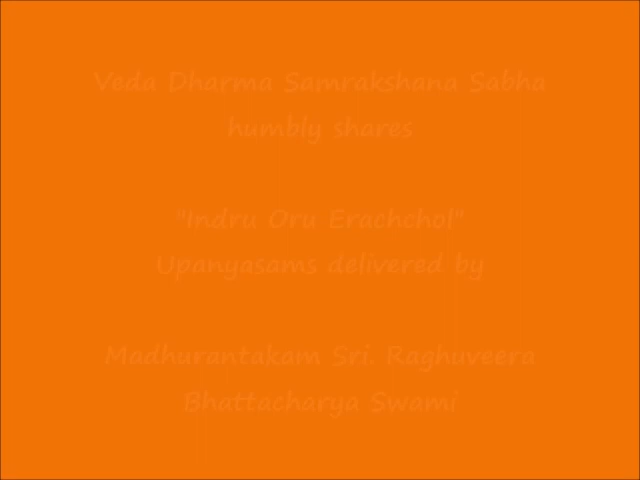 Veda Dharma Samrakshana Sabha
humbly shares
"Indru Oru Erachchol"
Upanyasams delivered by
Madhurantakam Sri. Raghuveera
Bhattacharya Swami